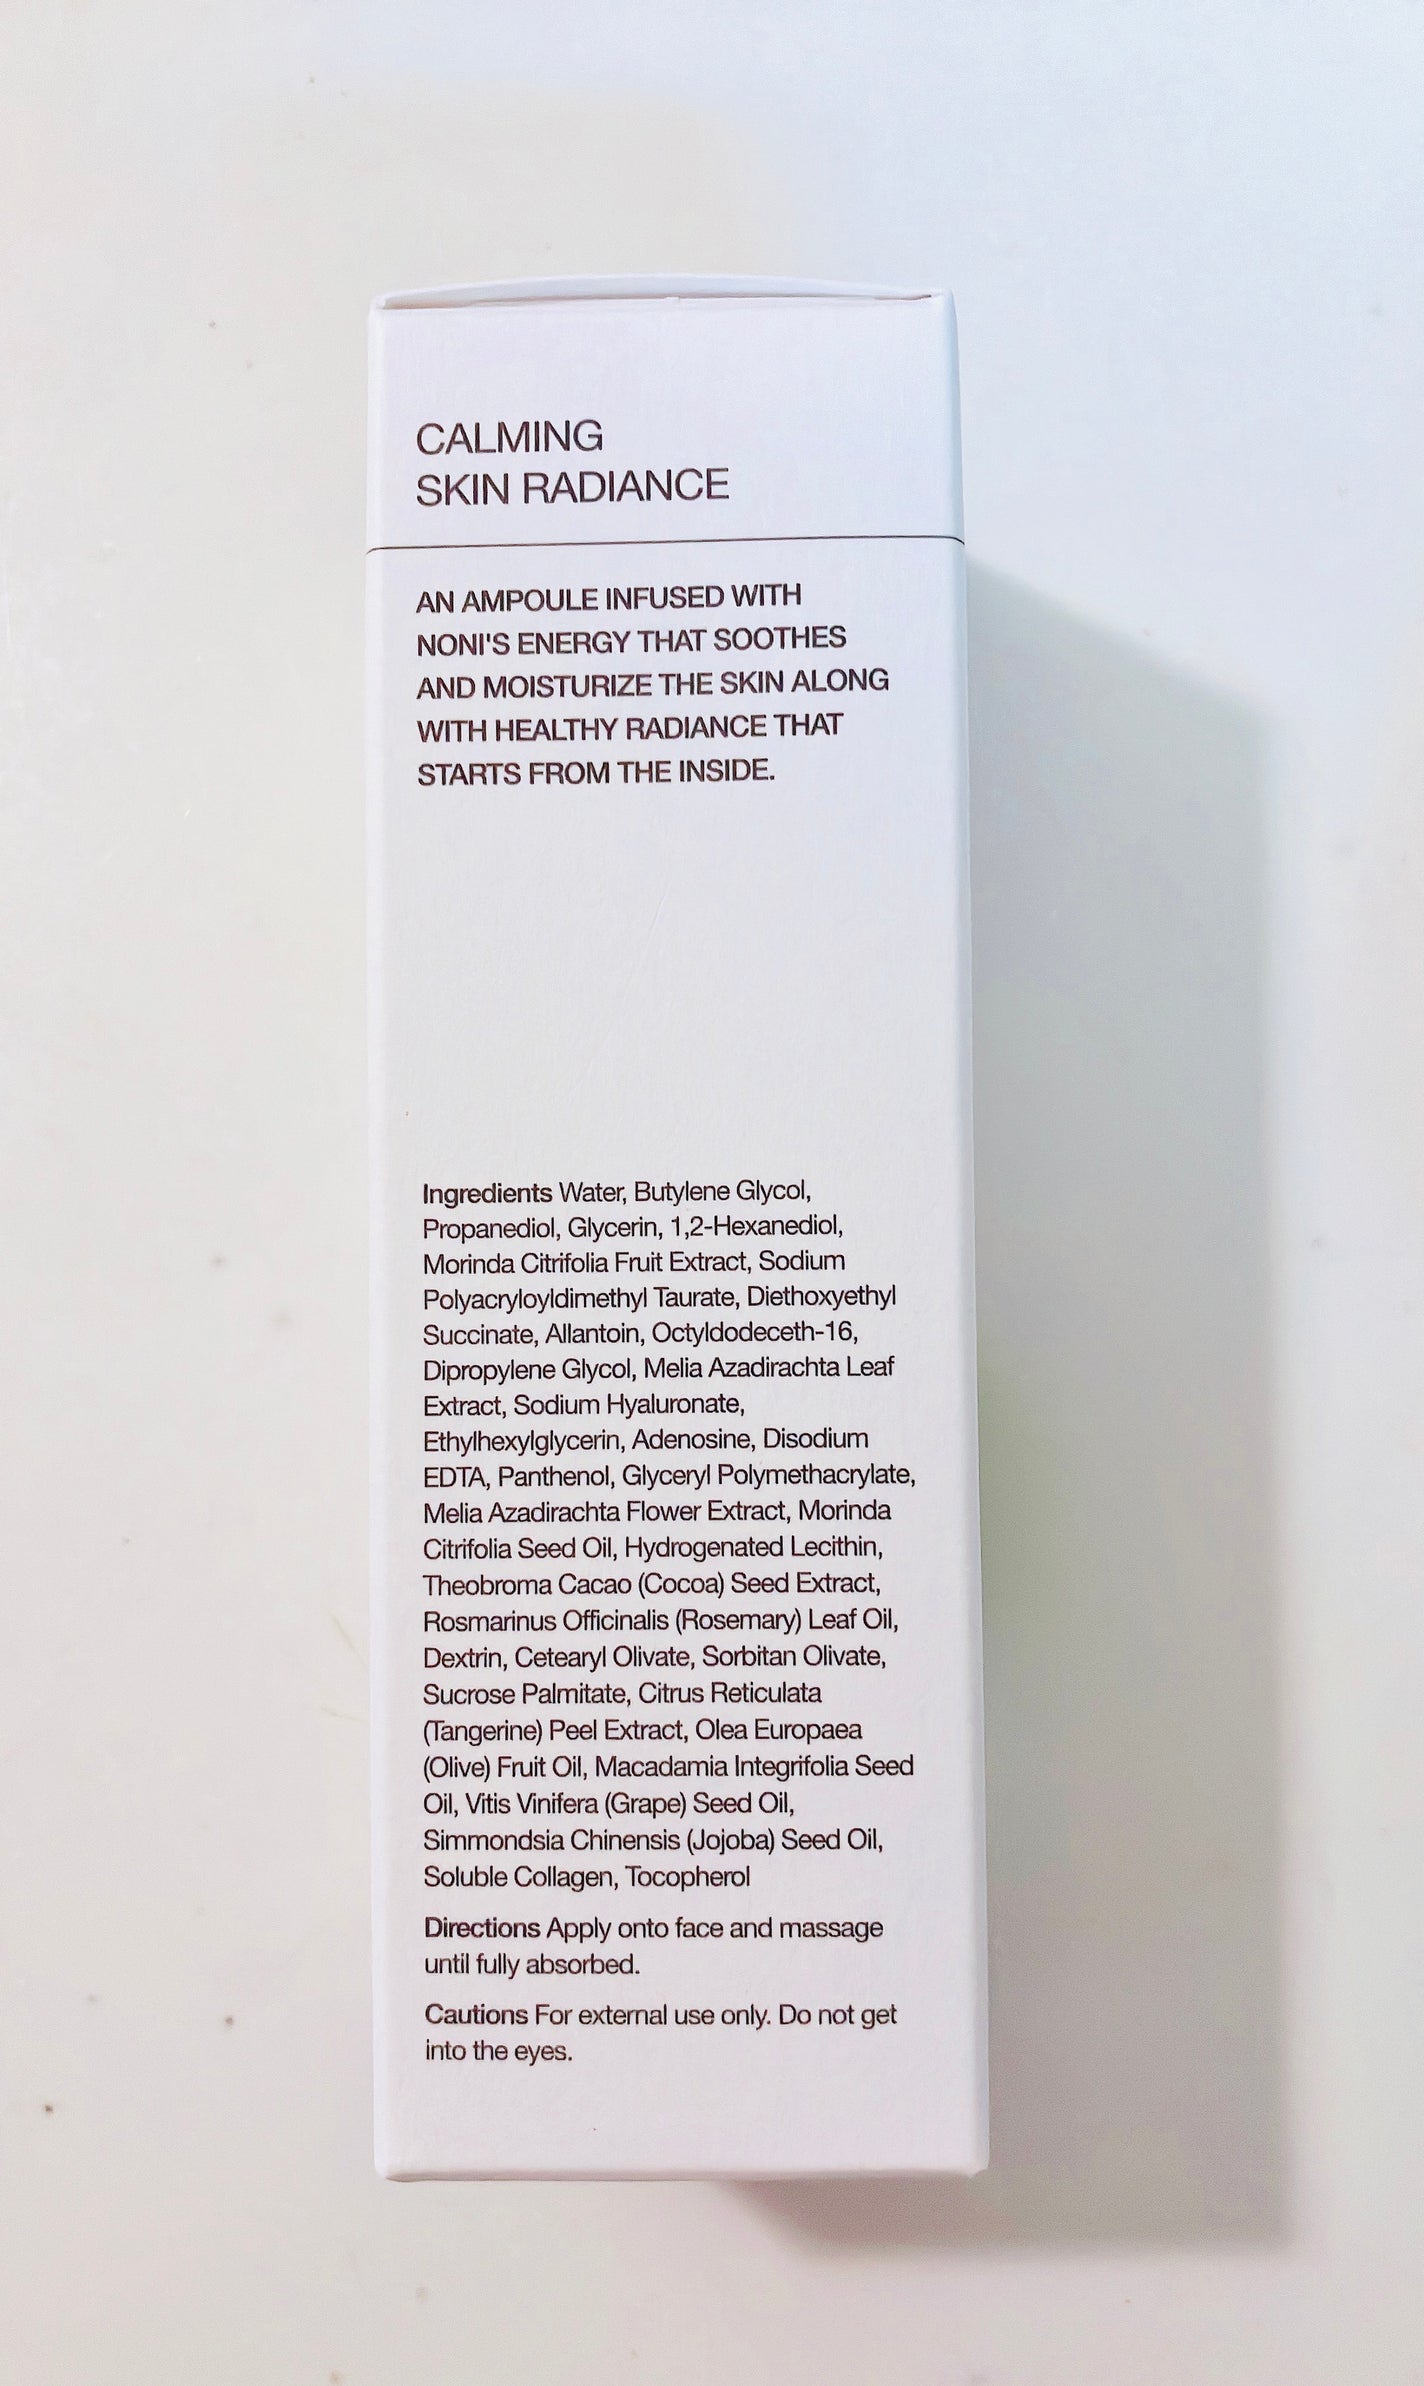 CALMING
SKIN RADIANCE
AN AMPOULE INFUSED WITH
NONI'S ENERGY THAT SOOTHES
AND MOISTURIZE THE SKIN ALONG
WITH HEALTHY RADIANCE THAT
STARTS FROM THE INSIDE.
Ingredients Water, Butylene Glycol,
Propanediol, Glycerin, 1,2-Hexanediol,
Morinda Citrifolia Fruit Extract, Sodium
Polyacryloyldimethyl Taurate, Diethoxyethyl
Succinate, Allantoin, Octyldodeceth-16,
Dipropylene Glycol, Melia Azadirachta Leaf
Extract, Sodium Hyaluronate,
Ethylhexylglycerin, Adenosine, Disodium
EDTA, Panthenol, Glyceryl Polymethacrylate,
Melia Azadirachta Flower Extract, Morinda
Citrifolia Seed Oil, Hydrogenated Lecithin,
Theobroma Cacao (Cocoa) Seed Extract,
Rosmarinus Officinalis (Rosemary) Leaf Oil,
Dextrin, Cetearyl Olivate, Sorbitan Olivate,
Sucrose Palmitate, Citrus Reticulata
(Tangerine) Peel Extract, Olea Europaea
(Olive) Fruit Oil, Macadamia Integrifolia Seed
Oil, Vitis Vinifera (Grape) Seed Oil,
Simmondsia Chinensis (Jojoba) Seed Oil,
Soluble Collagen, Tocopherol
Directions Apply onto face and massage
until fully absorbed.
Cautions For external use only. Do not get
into the eyes.